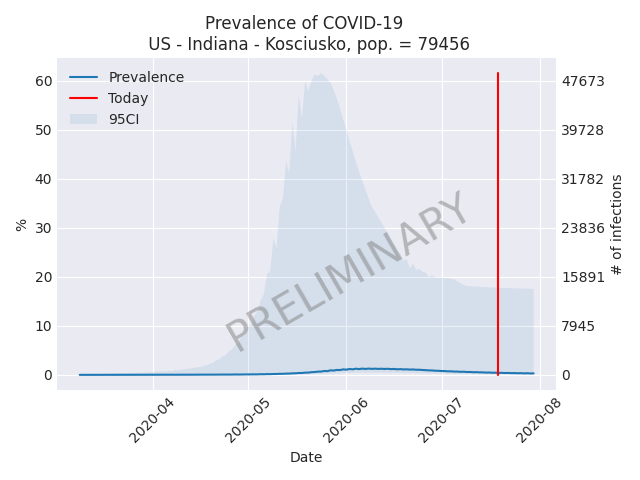 Prevalence of COVID-19
US - Indiana - Kosciusko, pop. = 79456
Prevalence
Today
95CI
60
50
40
30
20
10
0
%
47673
39728
31782
23836
15891
7945
0
# of infections
PRELIMINARY
2020-04
2020-05
2020-06
2020-07
2020-08
Date